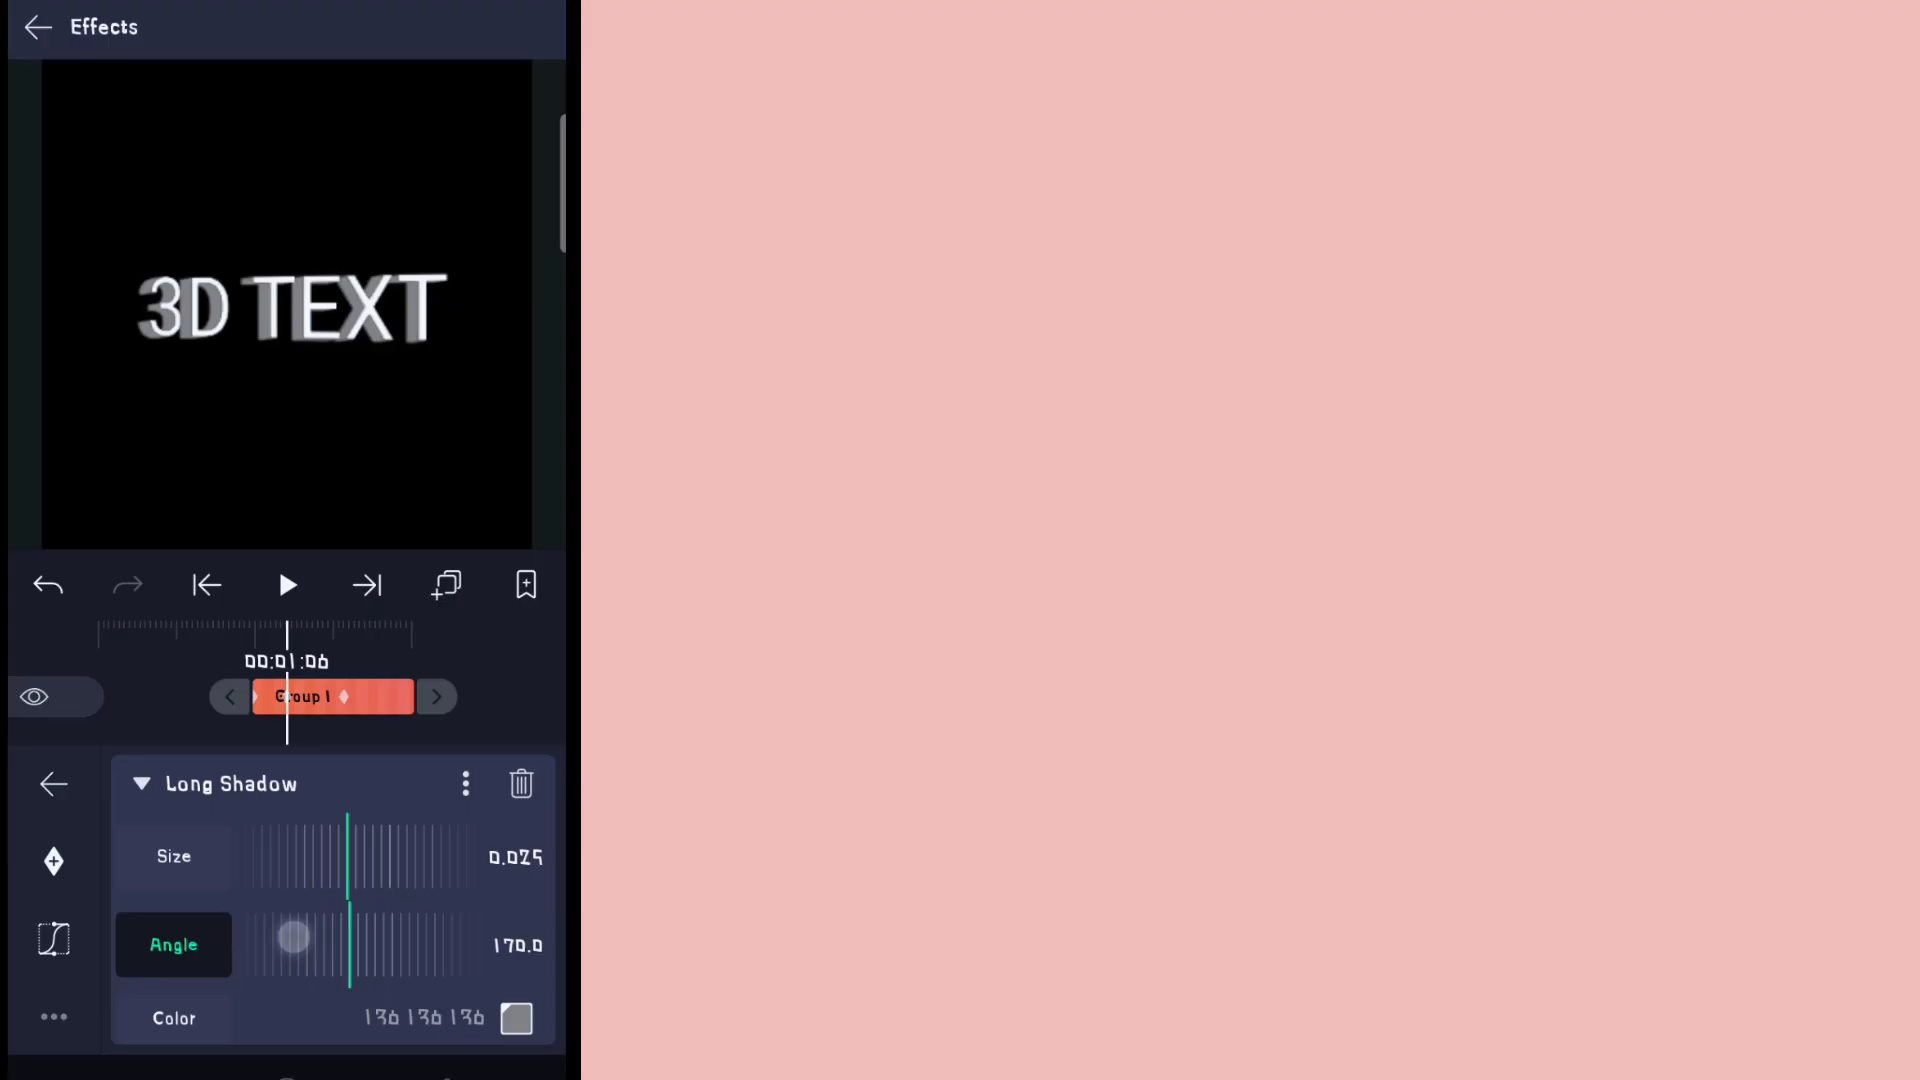 Effects
3D TEXT
00:01:06
Group 1
Long Shadow
Size
0.025
Angle
170.0
Color
136 136 136